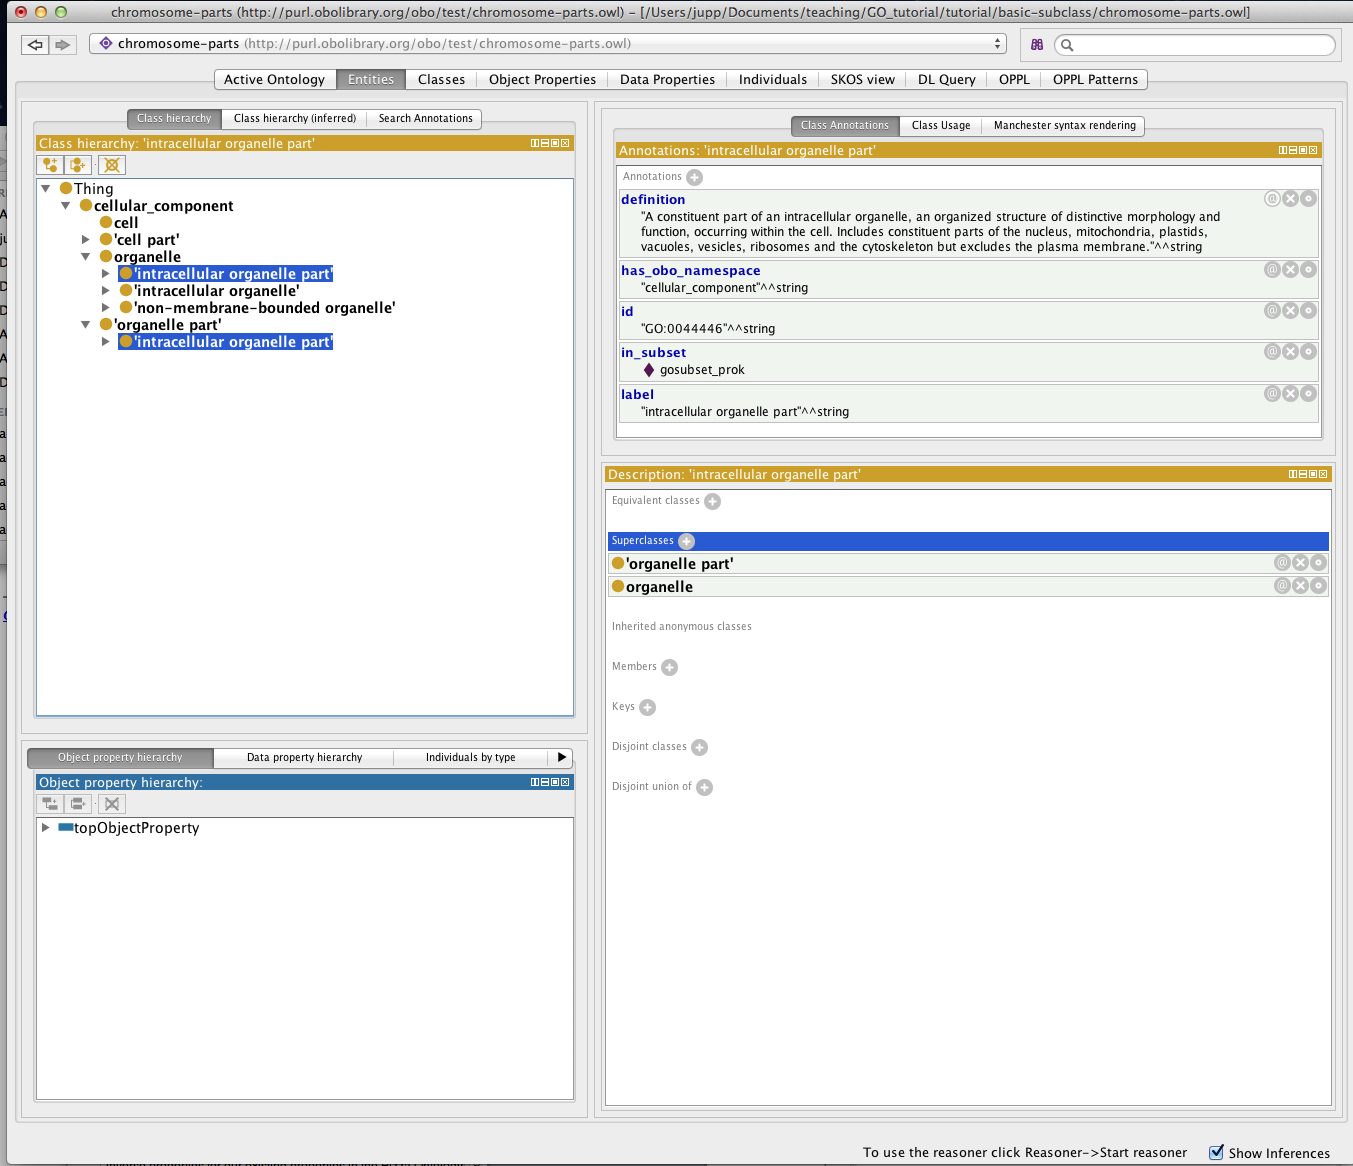 chromosome-parts (http://purl.obolibrary.org/obo/test/chromosome-parts.owl) – [/Users/jupp/Documents/teaching/GO_tutorial/tutorial/basic-subclass/chromosome-parts.owl]
chromosome-parts (http://purl.obolibrary.org/obo/test/chromosome-parts.owl)
Active Ontology Entities Classes Object Properties Data Properties Individuals SKOS view DL Query OPPL OPPL Patterns
Class hierarchy Class hierarchy (inferred) Search Annotations
Class hierarchy: 'intracellular organelle part'
Thing
cellular_component
cell
'cell part'
organelle
'intracellular organelle part'
'intracellular organelle'
'non-membrane-bounded organelle'
'organelle part'
'intracellular organelle part'
Object property hierarchy Data property hierarchy Individuals by type
Object property hierarchy:
topObjectProperty
Class Annotations Class Usage Manchester syntax rendering
Annotations: 'intracellular organelle part'
Annotations
definition
"A constituent part of an intracellular organelle, an organized structure of distinctive morphology and
function, occurring within the cell. Includes constituent parts of the nucleus, mitochondria, plastids,
vacuoles, vesicles, ribosomes and the cytoskeleton but excludes the plasma membrane."^^string
has_obo_namespace
"cellular_component"^^string
id
"GO:0044446"^^string
in_subset
gosubset_prok
label
"intracellular organelle part"^^string
Description: 'intracellular organelle part'
Equivalent classes
Superclasses
'organelle part'
organelle
Inherited anonymous classes
Members
Keys
Disjoint classes
Disjoint union of
To use the reasoner click Reasoner->Start reasoner Show Inferences